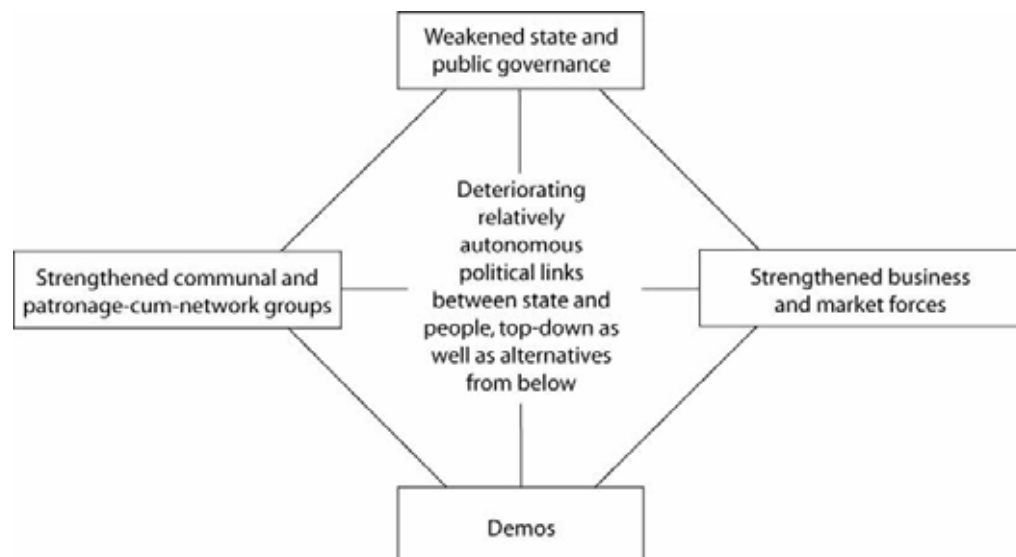 Weakened state and
public governance
Deteriorating
relatively
autonomous
political links
between state and
people, top-down as
well as alternatives
from below
Strengthened communal and
patronage-cum-network groups
Strengthened business
and market forces
Demos